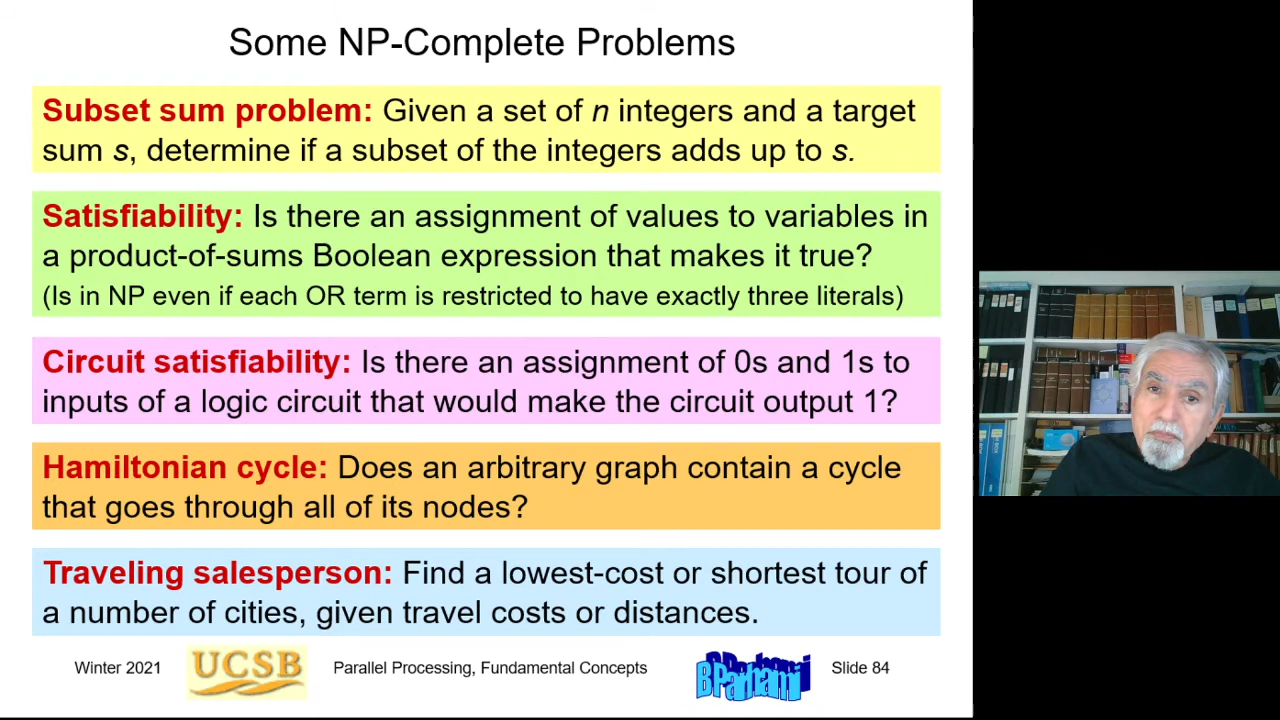 Some NP-Complete Problems
Subset sum problem: Given a set of n integers and a target
sum s, determine if a subset of the integers adds up to s.
Satisfiability: Is there an assignment of values to variables in
a product-of-sums Boolean expression that makes it true?
(Is in NP even if each OR term is restricted to have exactly three literals)
Circuit satisfiability: Is there an assignment of 0s and 1s to
inputs of a logic circuit that would make the circuit output 1?
Hamiltonian cycle: Does an arbitrary graph contain a cycle
that goes through all of its nodes?
Traveling salesperson: Find a lowest-cost or shortest tour of
a number of cities, given travel costs or distances.
Winter 2021
UCSB
Parallel Processing, Fundamental Concepts
BParhami
Slide 84